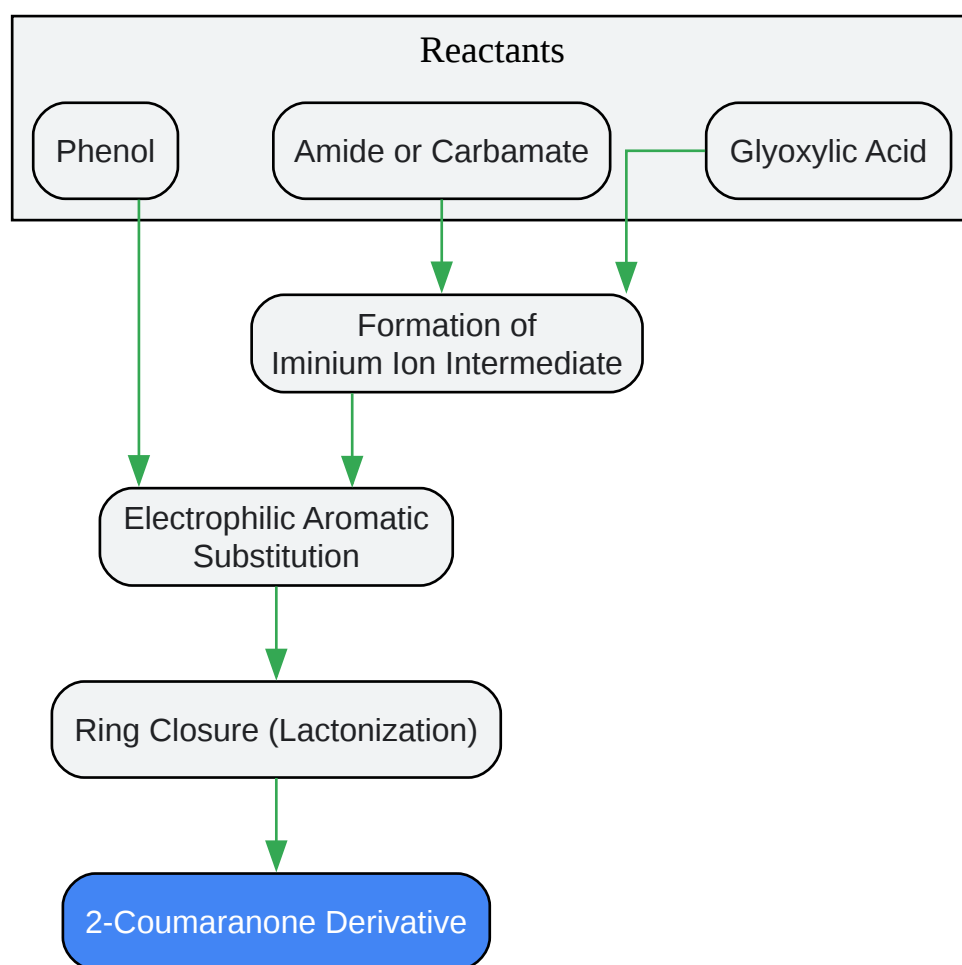 Reactants
Phenol
Amide or Carbamate
Glyoxylic Acid
Formation of
Iminium Ion Intermediate
Electrophilic Aromatic
Substitution
Ring Closure (Lactonization)
2-Coumaranone Derivative